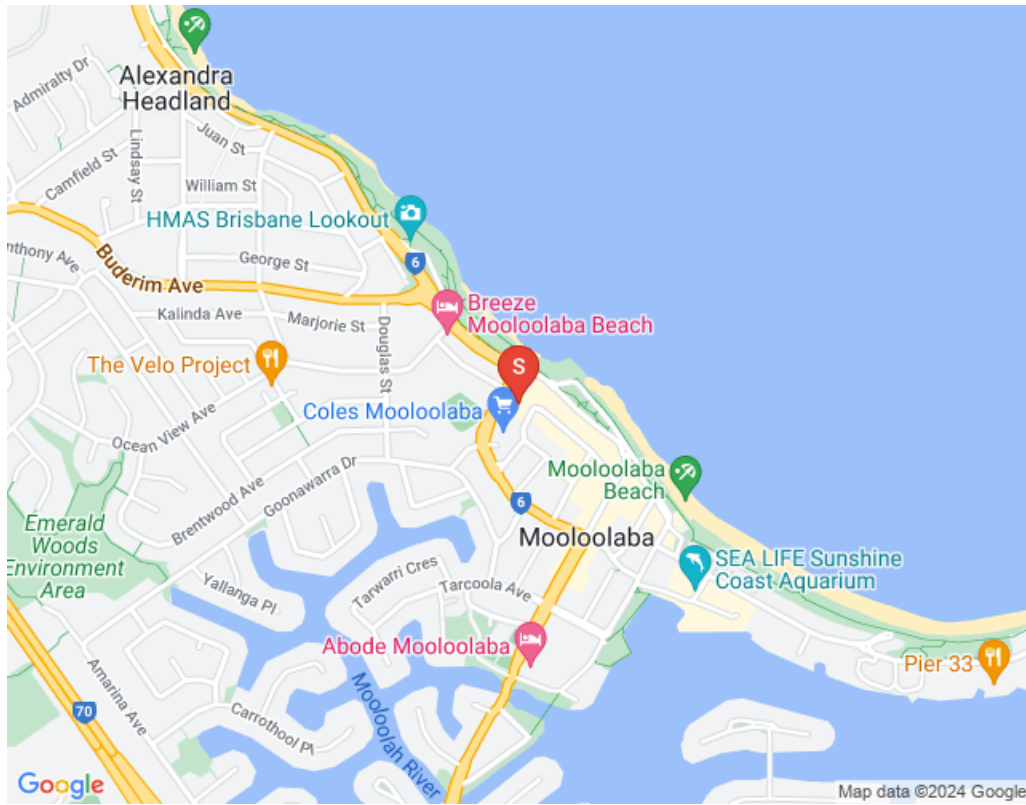 Alexandra
Headland
Admiralty Dr
Lindsay St
Juan St
Camfield St
William St
HMAS Brisbane Lookout
nthony Ave
Buderim Ave
George St
6
Kalinda Ave
Marjorie St
Douglas St
Breeze
Mooloolaba Beach
The Velo Project
S
Coles Mooloolaba
Ocean View Ave
Brentwood Ave
Goonawarra Dr
Mooloolaba
Beach
6
Mooloolaba
Emerald
Woods
Environment
Area
Yallanga Pl
Tarwarri Cres
Tarcoola Ave
SEA LIFE Sunshine
Coast Aquarium
Abode Mooloolaba
Pier 33
Amarina Ave
70
Carrothool Pl
Mooloolah River
Google
Map data ©2024 Google